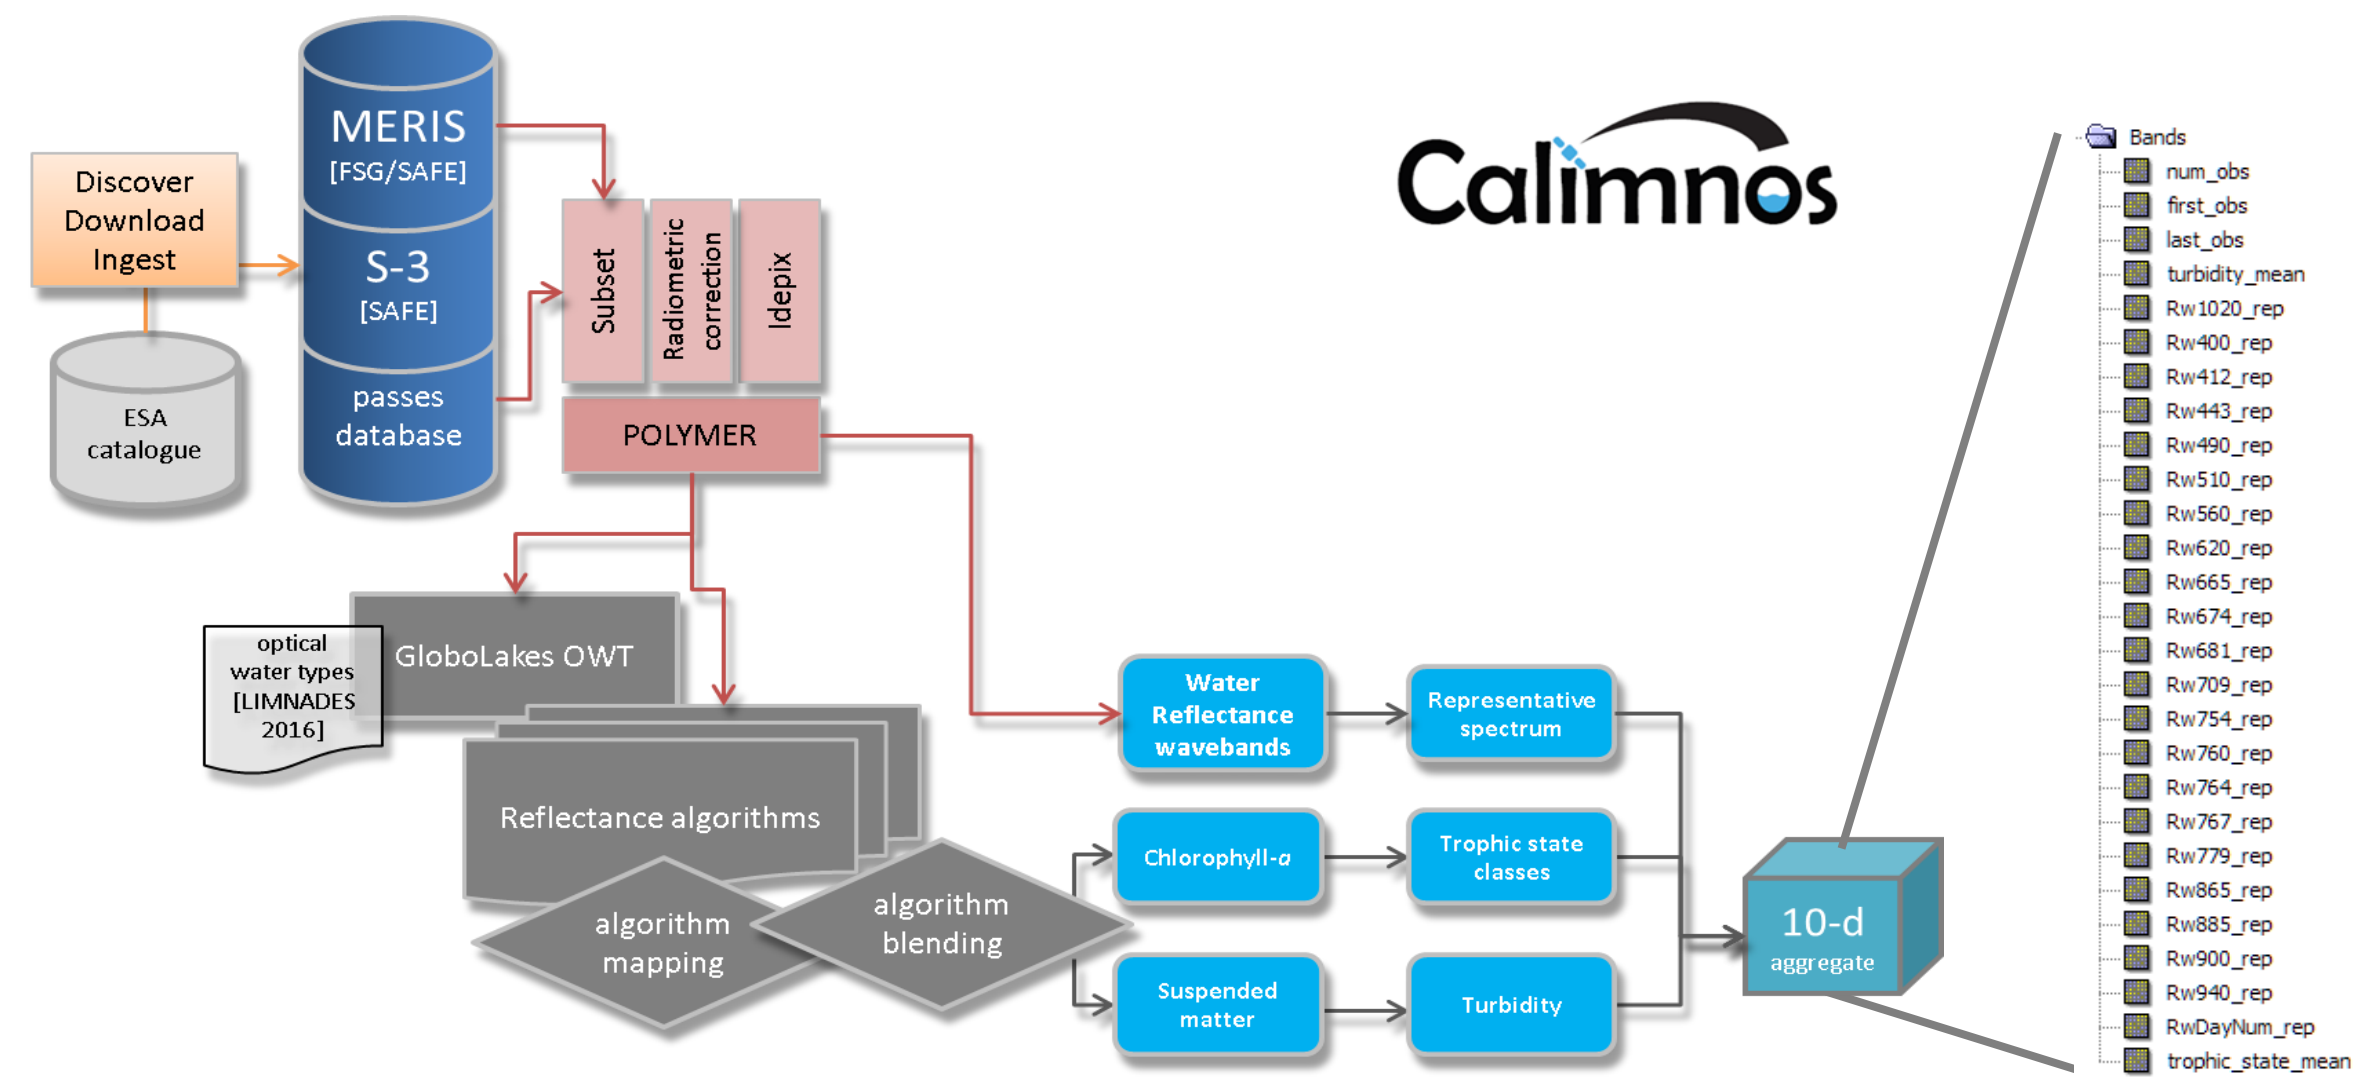 Discover
Download
Ingest
ESA
catalogue
MERIS
[FSG/SAFE]
S-3
[SAFE]
passes
database
Subset
Radiometric
correction
Idepix
POLYMER
GloboLakes OWT
optical
water types
[LIMNADES
2016]
Reflectance algorithms
algorithm
mapping
algorithm
blending
Calimnos
Water
Reflectance
wavebands
Representative
spectrum
Chlorophyll-a
Trophic state
classes
Suspended
matter
Turbidity
10-d
aggregate
Bands
num_obs
first_obs
last_obs
turbidity_mean
Rw1020_rep
Rw400_rep
Rw412_rep
Rw443_rep
Rw490_rep
Rw510_rep
Rw560_rep
Rw620_rep
Rw665_rep
Rw674_rep
Rw681_rep
Rw709_rep
Rw754_rep
Rw760_rep
Rw764_rep
Rw767_rep
Rw779_rep
Rw865_rep
Rw885_rep
Rw900_rep
Rw940_rep
RwDayNum_rep
trophic_state_mean